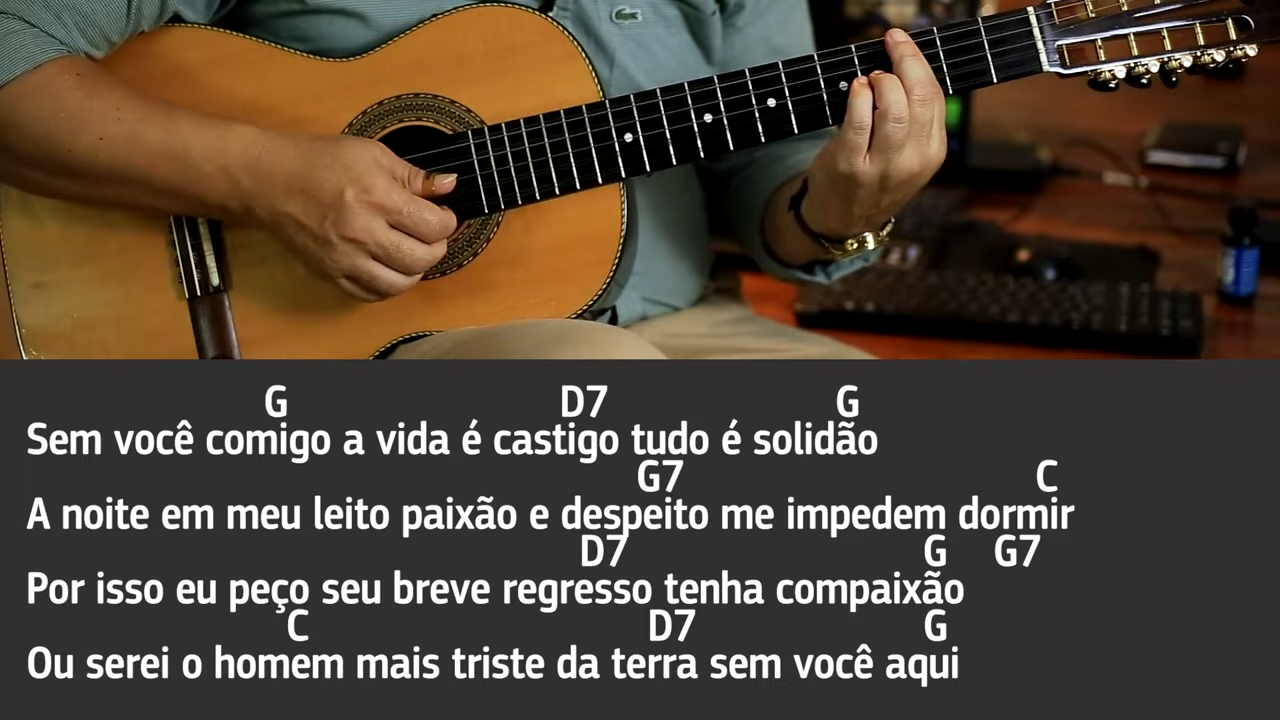 G D7 G
Sem você comigo a vida é castigo tudo é solidão
G7 C
A noite em meu leito paixão e despeito me impedem dormir
D7 G G7
Por isso eu peço seu breve regresso tenha compaixão
C D7 G
Ou serei o homem mais triste da terra sem você aqui